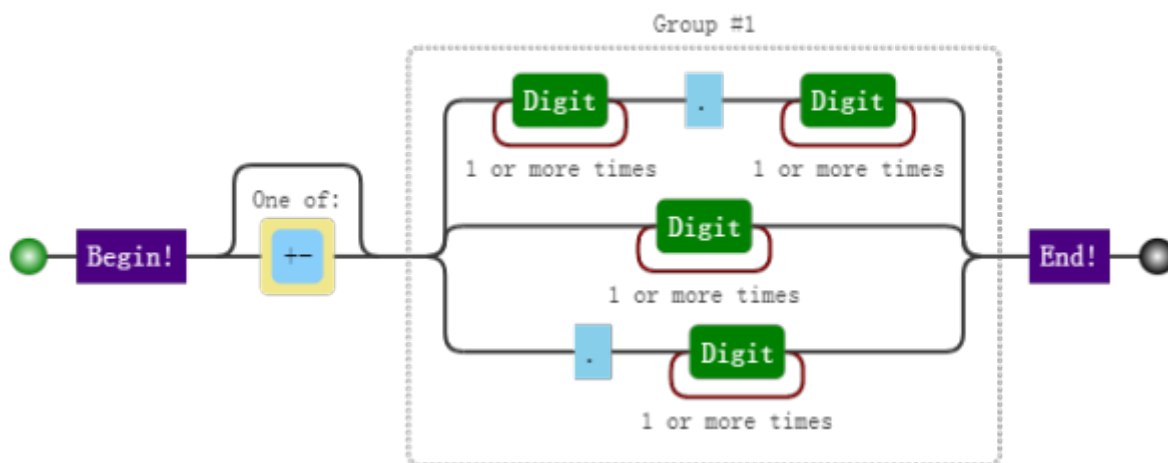 Group #1
Digit . Digit
1 or more times 1 or more times
One of:
Digit
Begin! +- End!
1 or more times
. Digit
1 or more times